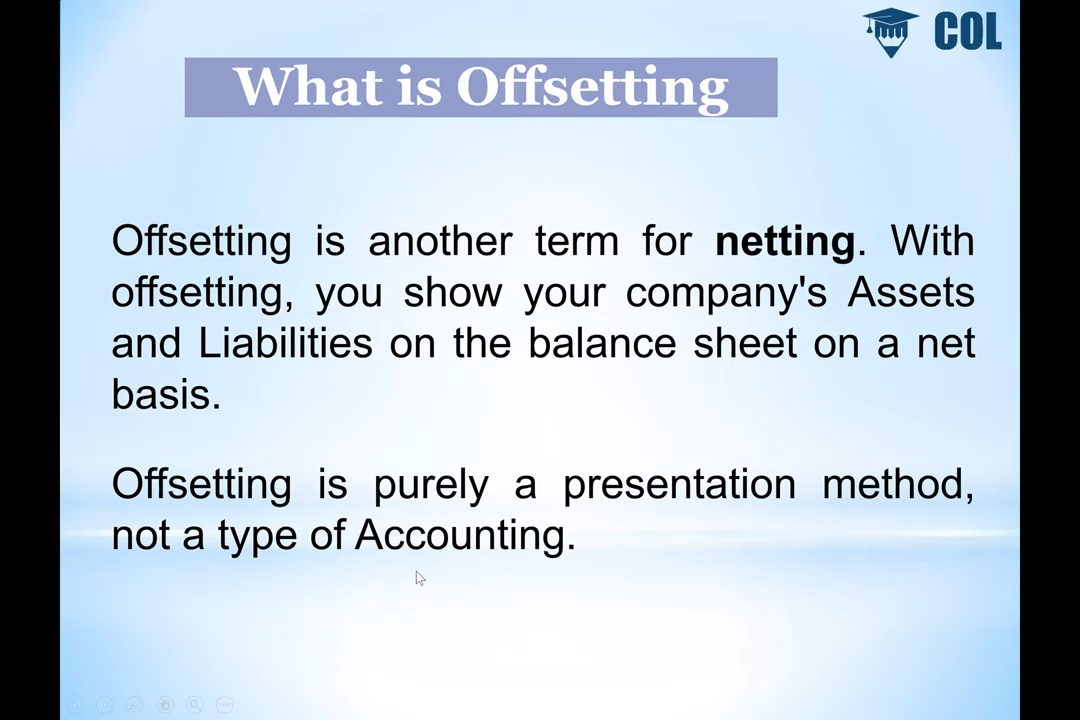 COL
What is Offsetting
Offsetting is another term for netting. With
offsetting, you show your company's Assets
and Liabilities on the balance sheet on a net
basis.
Offsetting is purely a presentation method,
not a type of Accounting.